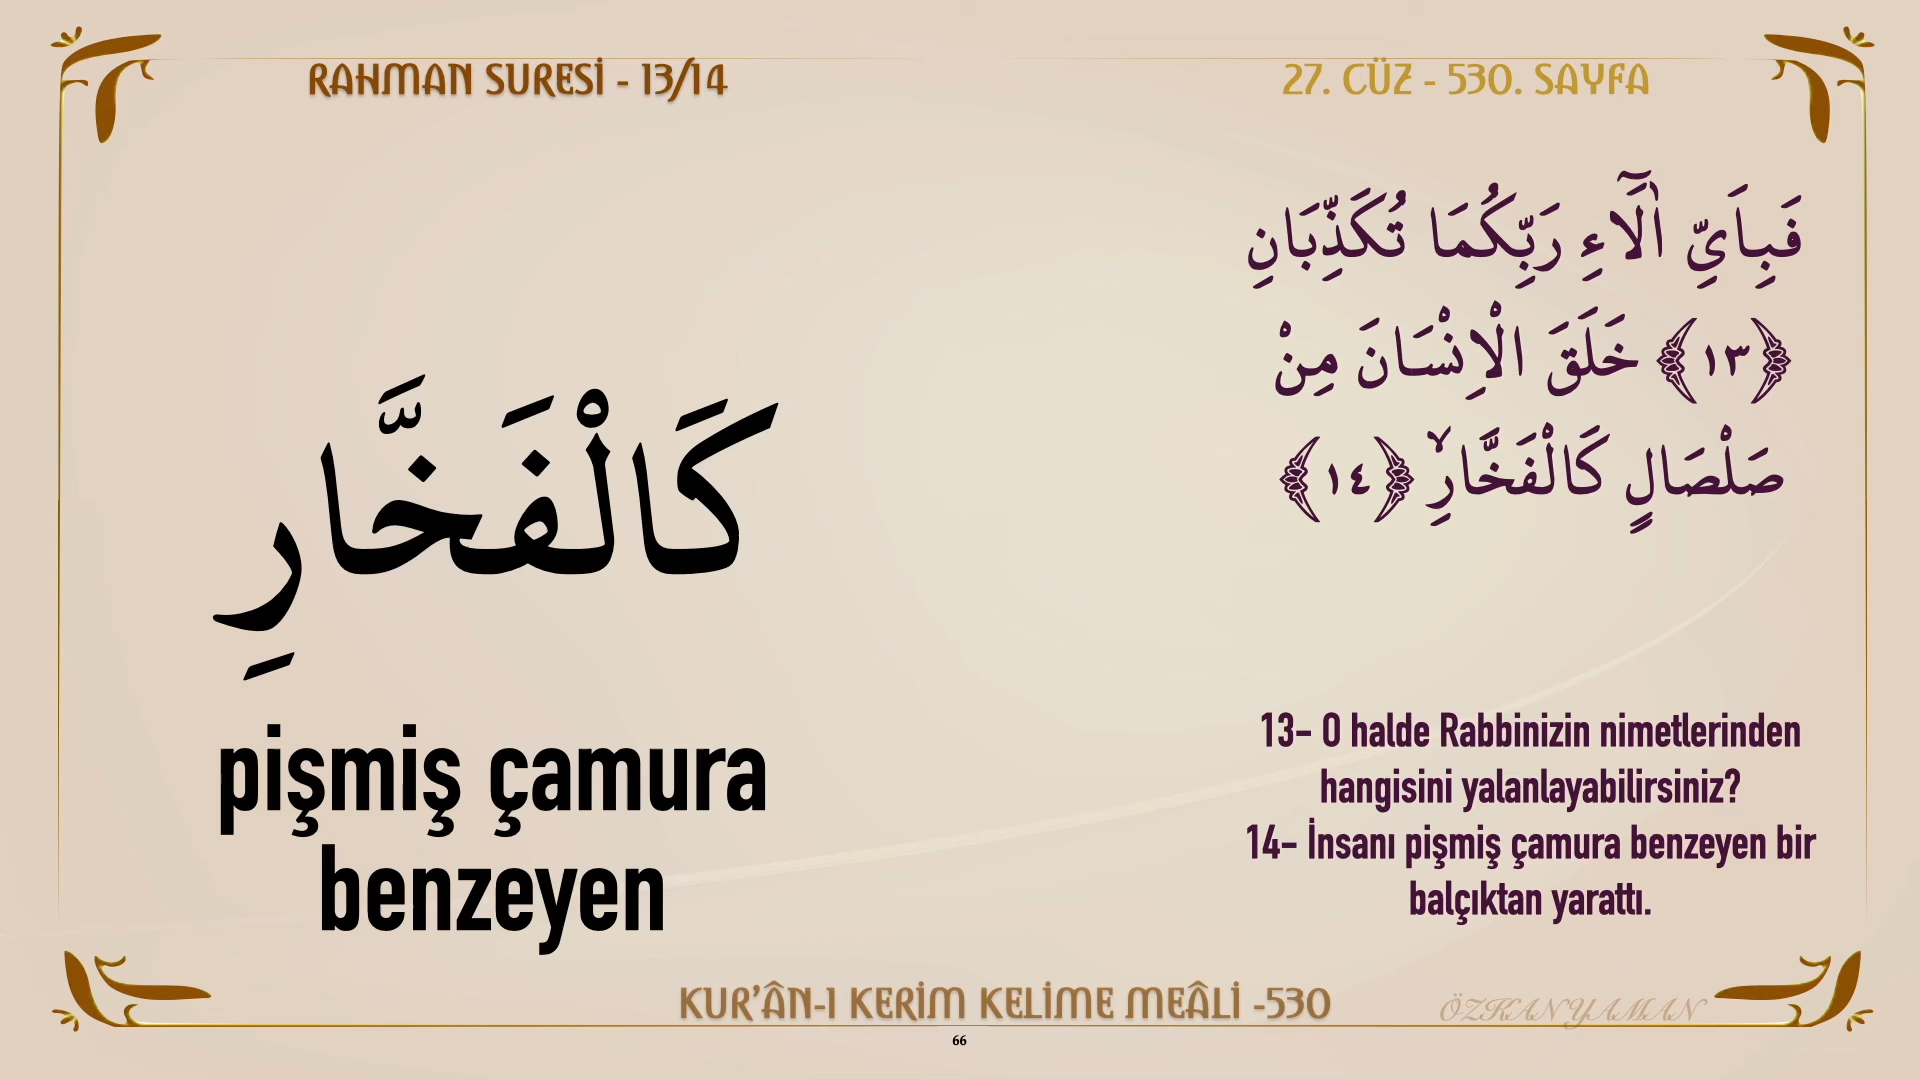 RAHMAN SURESİ - 13/14
27. CÜZ - 530. SAYFA
فَبِاَيِّ اٰلَٓاءِ رَبِّكُمَا تُكَذِّبَانِ
﴿١٣﴾ خَلَقَ الْاِنْسَانَ مِنْ
صَلْصَالٍ كَالْفَخَّارِۙ ﴿١٤﴾
كَالْفَخَّارِ
pişmiş çamura
benzeyen
13- O halde Rabbinizin nimetlerinden
hangisini yalanlayabilirsiniz?
14- İnsanı pişmiş çamura benzeyen bir
balçıktan yarattı.
KUR'ÂN-I KERİM KELİME MEÂLİ -530
ÖZKAN YAMAN
66